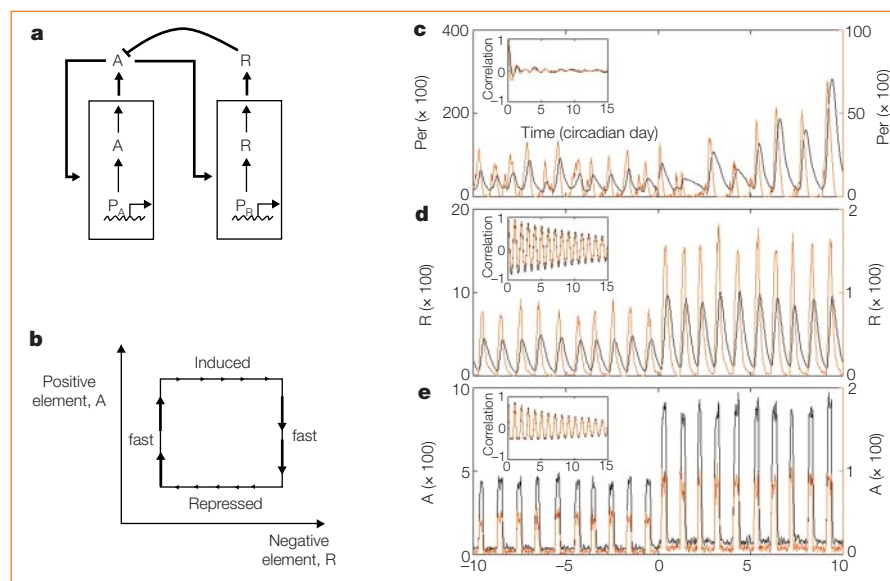 a
A
R
A
R
P_A
P_R
b
Positive
element, A
Induced
fast
fast
Repressed
Negative
element, R
c
400
200
0
Per (× 100)
100
50
0
Per (× 100)
Correlation
1
0
−1
0 5 10 15
Time (circadian day)
d
20
10
0
R (× 100)
2
1
0
R (× 100)
Correlation
1
0
−1
0 5 10 15
e
10
5
0
A (× 100)
2
1
0
A (× 100)
Correlation
1
0
−1
0 5 10 15
−10 −5 0 5 10